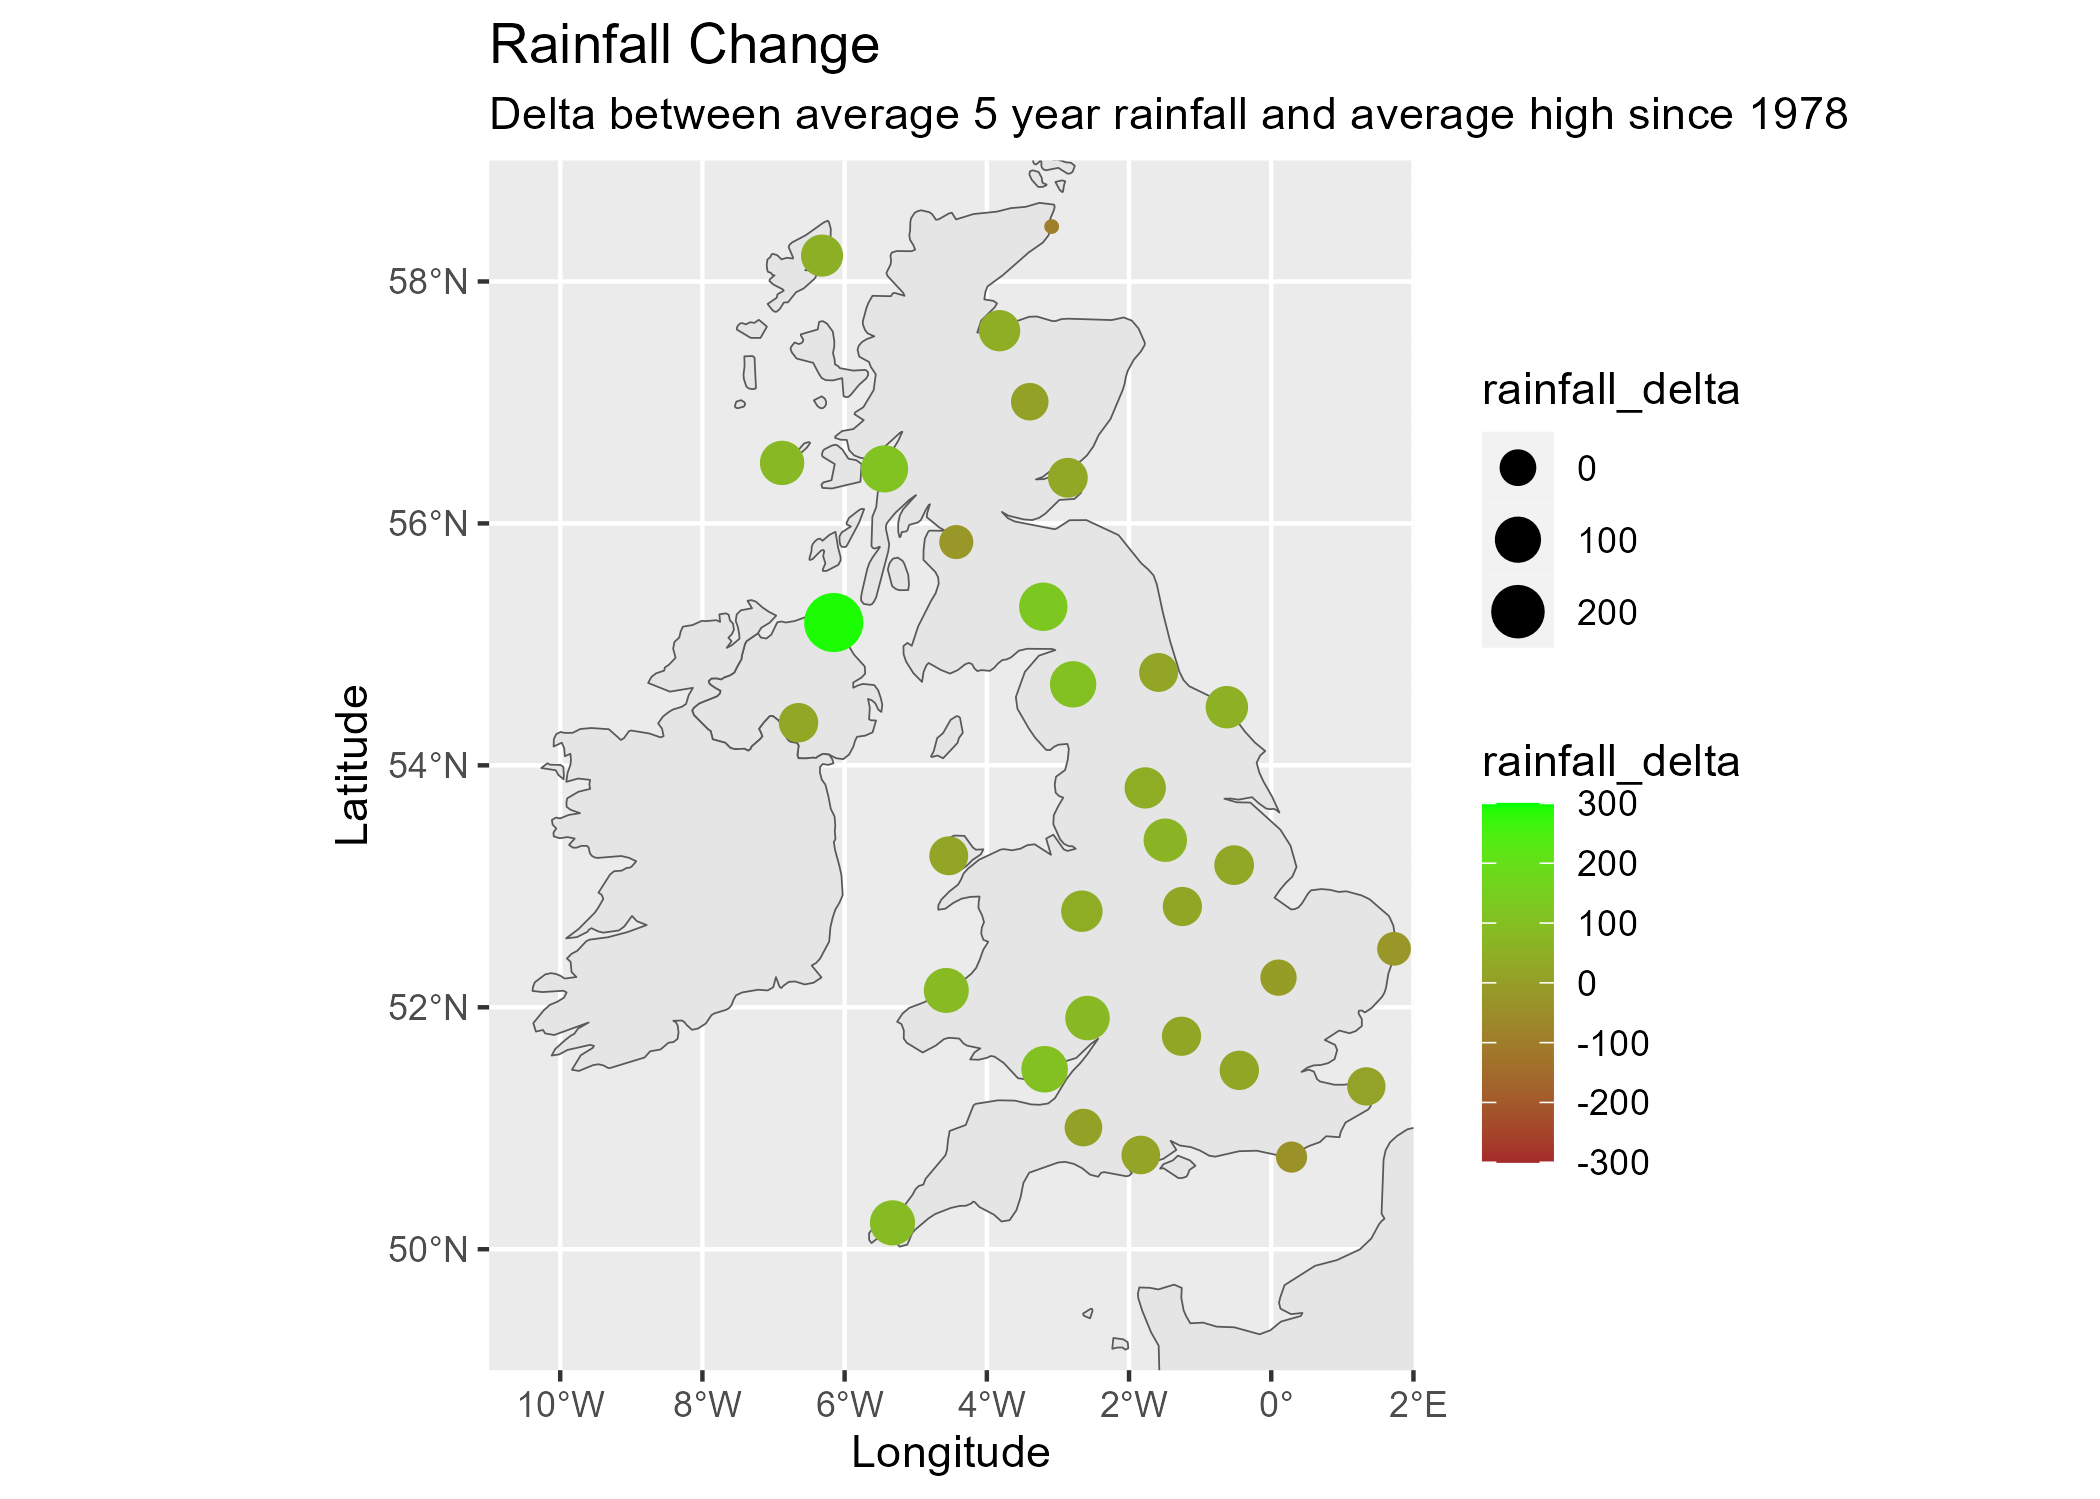 Rainfall Change
Delta between average 5 year rainfall and average high since 1978
58°N
56°N
54°N
52°N
50°N
Latitude
10°W
8°W
6°W
4°W
2°W
0°
2°E
Longitude
rainfall_delta
0
100
200
rainfall_delta
300
200
100
0
-100
-200
-300